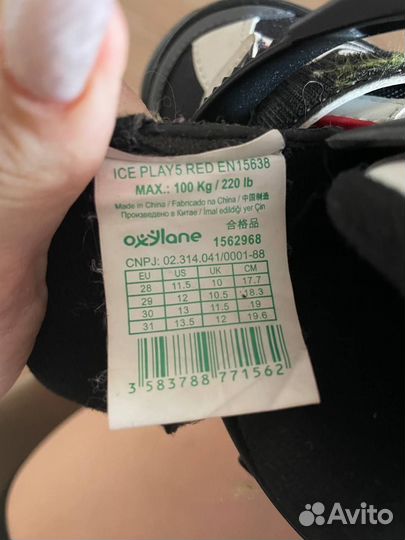 ICE PLAY5 RED EN15638
MAX.: 100 Kg / 220 lb
Made in China / Fabricado na China / 中国制造
Произведено в Китае / Imal edildiği yer Çin
合格品
oxylane 1562968
CNPJ: 02.314.041/0001-88
EU US UK CM
28 11.5 10 17.7
29 12 10.5 18.3
30 13 11.5 19
31 13.5 12 19.6
3 583788 771562
Avito